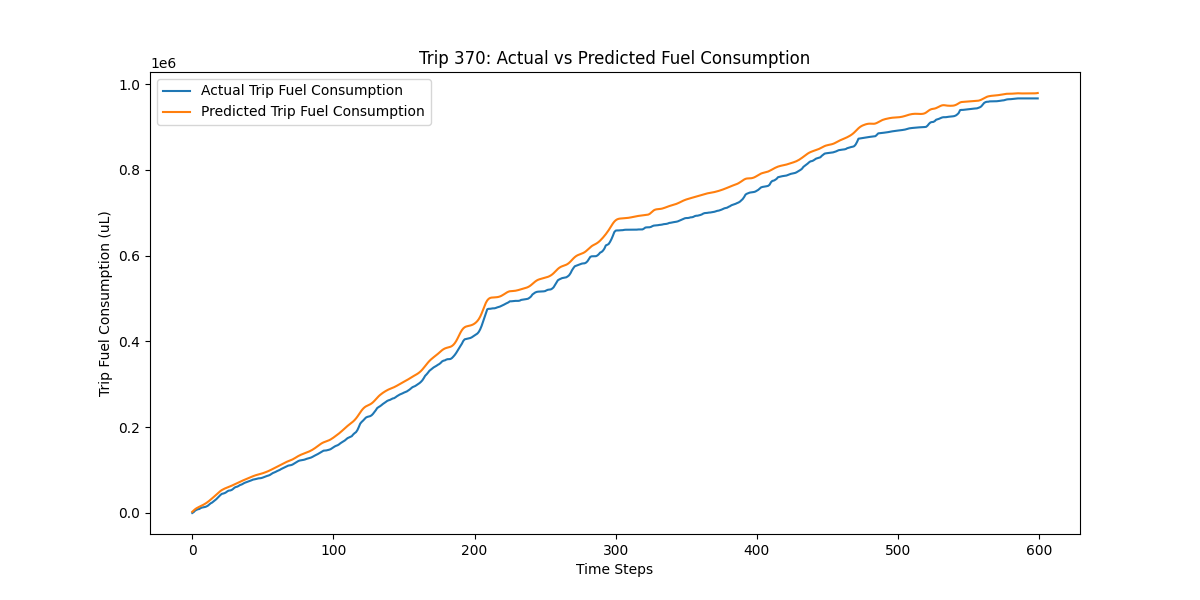 Trip 370: Actual vs Predicted Fuel Consumption
1e6
Actual Trip Fuel Consumption
Predicted Trip Fuel Consumption
1.0
0.8
0.6
0.4
0.2
0.0
Trip Fuel Consumption (uL)
0 100 200 300 400 500 600
Time Steps